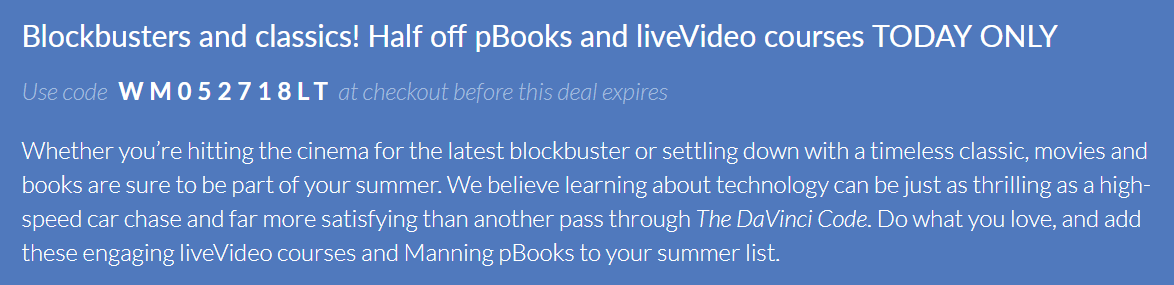 Blockbusters and classics! Half off pBooks and liveVideo courses TODAY ONLY
Use code WM052718LT at checkout before this deal expires
Whether you’re hitting the cinema for the latest blockbuster or settling down with a timeless classic, movies and
books are sure to be part of your summer. We believe learning about technology can be just as thrilling as a high-
speed car chase and far more satisfying than another pass through The DaVinci Code. Do what you love, and add
these engaging liveVideo courses and Manning pBooks to your summer list.